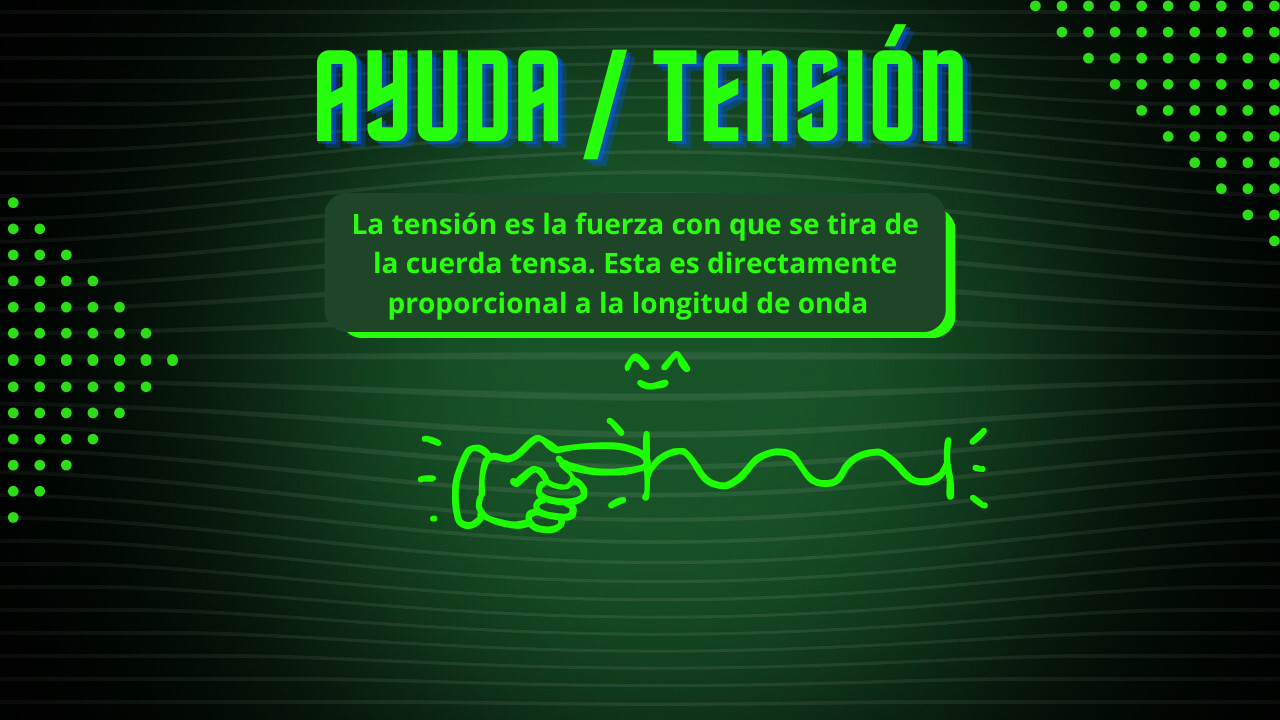 AYUDA / TENSIÓN
La tensión es la fuerza con que se tira de
la cuerda tensa. Esta es directamente
proporcional a la longitud de onda